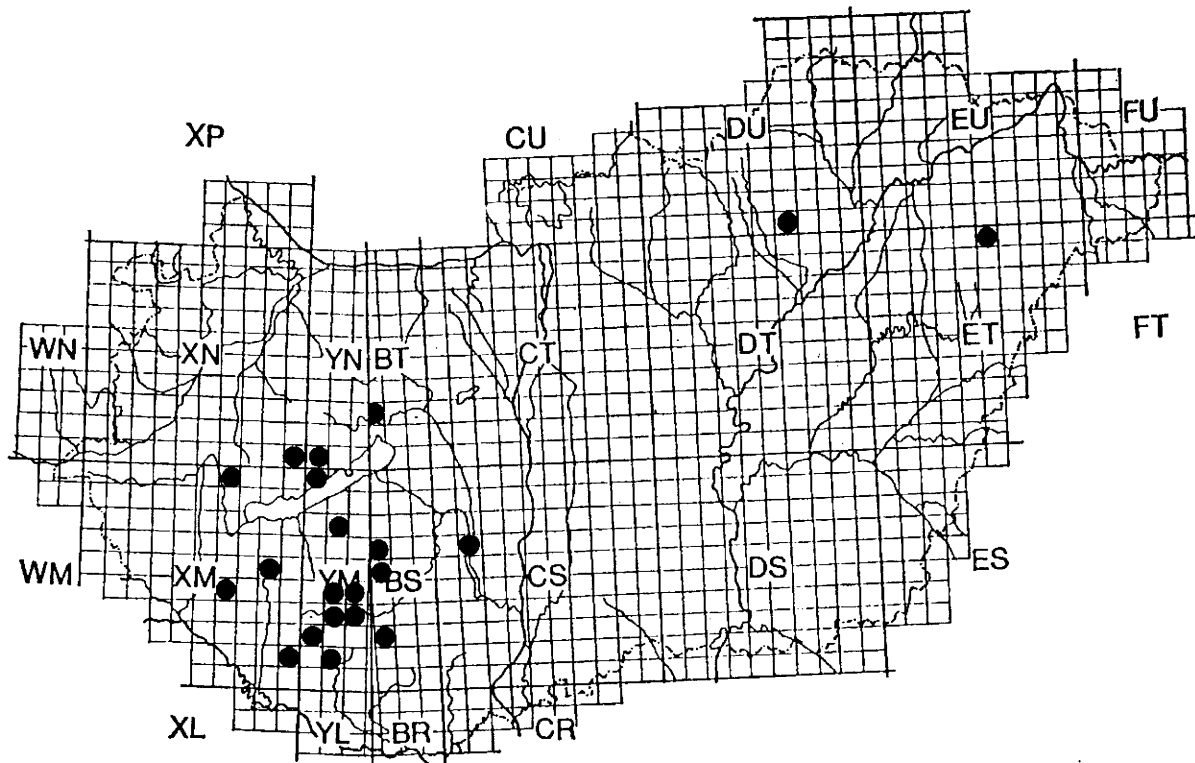 XP CU DU EU FU
WN XN YN BT CT DT ET FT
WM XM YM BS CS DS ES
XL YL BR CR